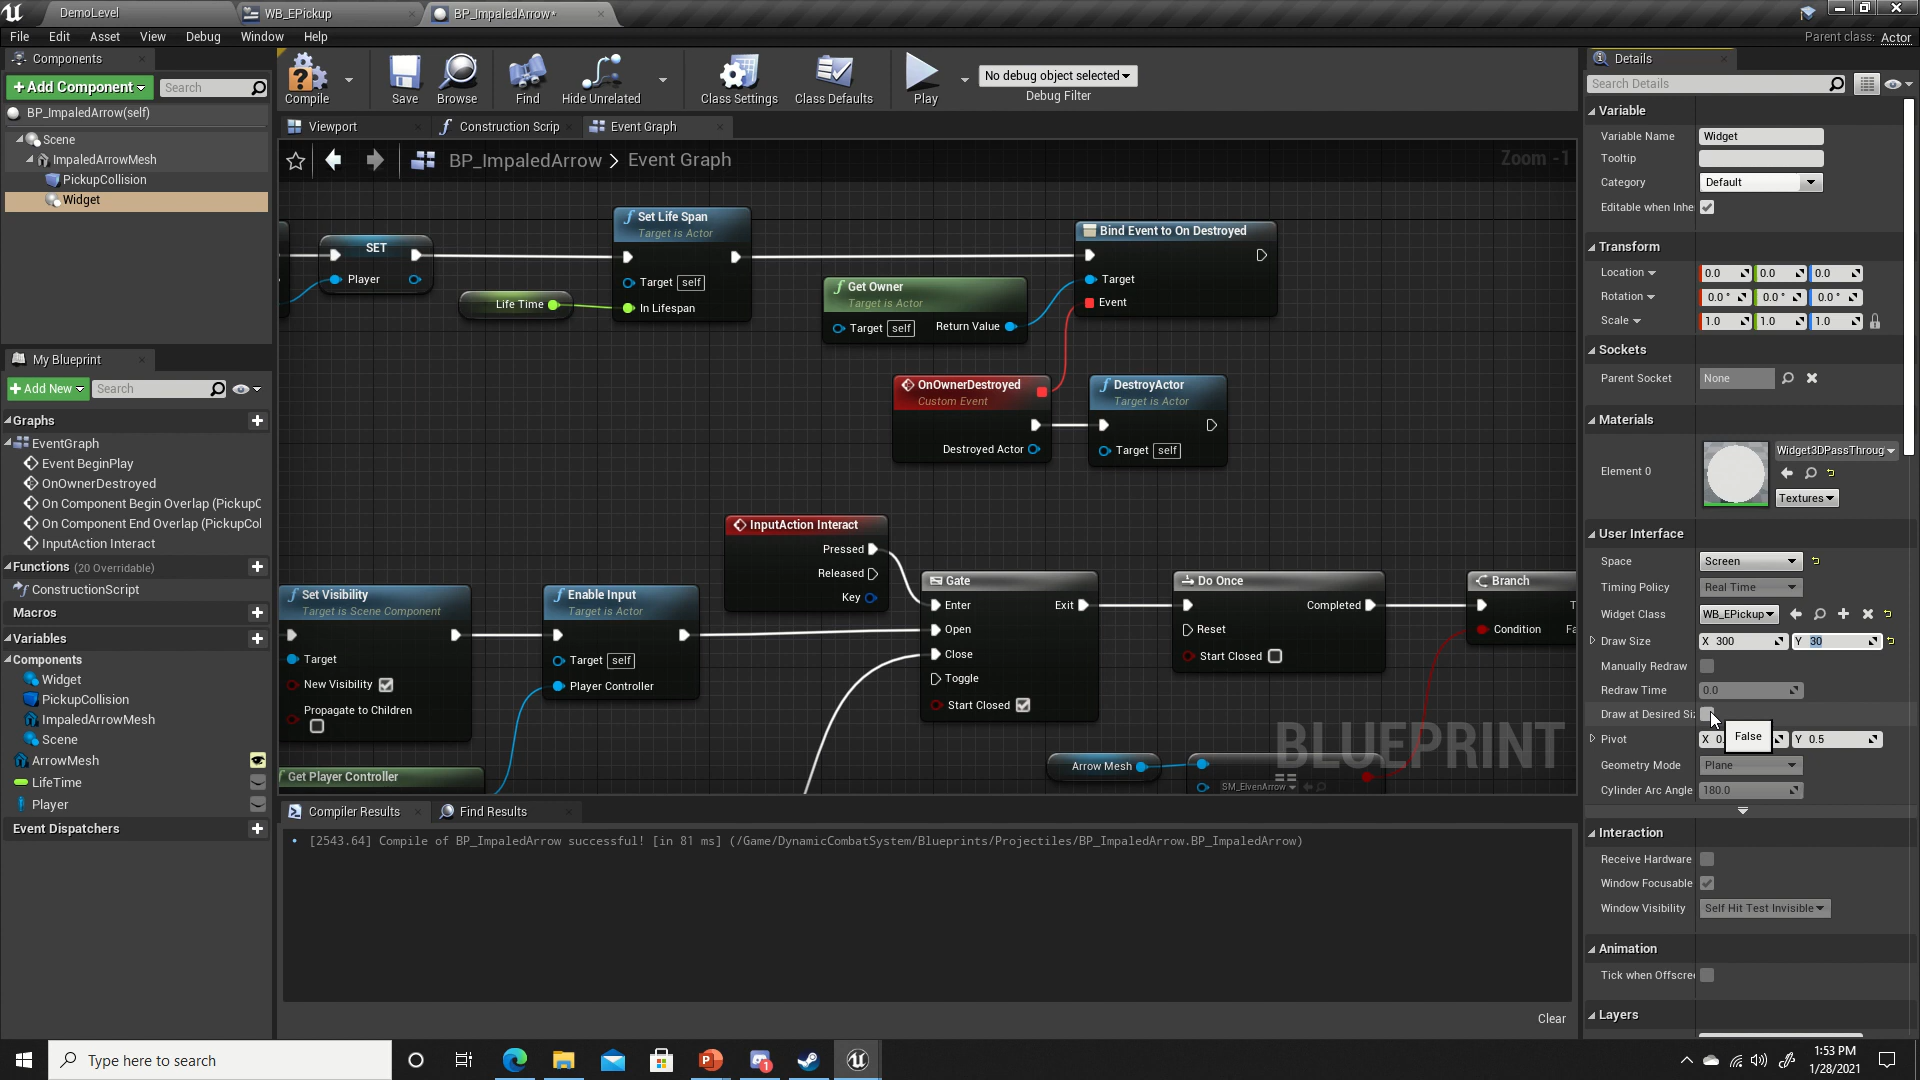 DemoLevel
WB_EPickup
BP_ImpaledArrow*
File
Edit
Asset
View
Debug
Window
Help
Parent class: Actor
Components
+Add Component
Search
BP_ImpaledArrow(self)
Scene
ImpaledArrowMesh
PickupCollision
Widget
My Blueprint
+Add New
Search
Graphs
EventGraph
Event BeginPlay
OnOwnerDestroyed
On Component Begin Overlap (PickupC
On Component End Overlap (PickupCol
InputAction Interact
Functions (20 Overridable)
ConstructionScript
Macros
Variables
Components
Widget
PickupCollision
ImpaledArrowMesh
Scene
ArrowMesh
LifeTime
Player
Event Dispatchers
Compile
Save
Browse
Find
Hide Unrelated
Class Settings
Class Defaults
Play
No debug object selected
Debug Filter
Viewport
Construction Scrip
Event Graph
BP_ImpaledArrow > Event Graph
Zoom -1
SET
Player
Life Time
Set Life Span
Target is Actor
Target self
In Lifespan
Get Owner
Target is Actor
Target self
Return Value
Bind Event to On Destroyed
Target
Event
OnOwnerDestroyed
Custom Event
Destroyed Actor
DestroyActor
Target is Actor
Target self
InputAction Interact
Pressed
Released
Key
Set Visibility
Target is Scene Component
Target
New Visibility
Propagate to Children
Enable Input
Target is Actor
Target self
Player Controller
Get Player Controller
Gate
Enter
Exit
Open
Close
Toggle
Start Closed
Do Once
Completed
Reset
Start Closed
Branch
T
Condition
Fa
Arrow Mesh
==
SM_ElvenArrow
BLUEPRINT
Compiler Results
Find Results
[2543.64] Compile of BP_ImpaledArrow successful! [in 81 ms] (/Game/DynamicCombatSystem/Blueprints/Projectiles/BP_ImpaledArrow.BP_ImpaledArrow)
Clear
Details
Search Details
Variable
Variable Name Widget
Tooltip
Category Default
Editable when Inhe
Transform
Location 0.0 0.0 0.0
Rotation 0.0 ° 0.0 ° 0.0 °
Scale 1.0 1.0 1.0
Sockets
Parent Socket None
Materials
Element 0
Widget3DPassThroug
Textures
User Interface
Space Screen
Timing Policy Real Time
Widget Class WB_EPickup
Draw Size X 300 Y 30
Manually Redraw
Redraw Time 0.0
Draw at Desired Siz
False
Pivot X 0. Y 0.5
Geometry Mode Plane
Cylinder Arc Angle 180.0
Interaction
Receive Hardware
Window Focusable
Window Visibility Self Hit Test Invisible
Animation
Tick when Offscree
Layers
Type here to search
1
1:53 PM
1/28/2021